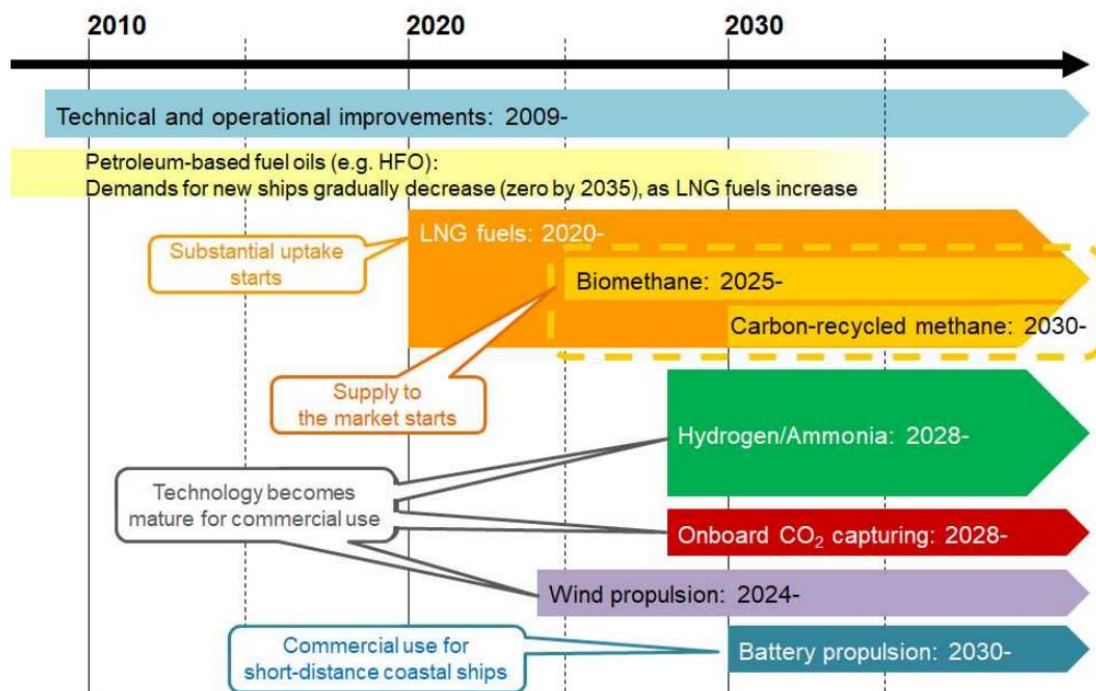 2010
2020
2030
Technical and operational improvements: 2009-
Petroleum-based fuel oils (e.g. HFO):
Demands for new ships gradually decrease (zero by 2035), as LNG fuels increase
Substantial uptake
starts
LNG fuels: 2020-
Biomethane: 2025-
Carbon-recycled methane: 2030-
Supply to
the market starts
Hydrogen/Ammonia: 2028-
Technology becomes
mature for commercial use
Onboard CO₂ capturing: 2028-
Wind propulsion: 2024-
Commercial use for
short-distance coastal ships
Battery propulsion: 2030-